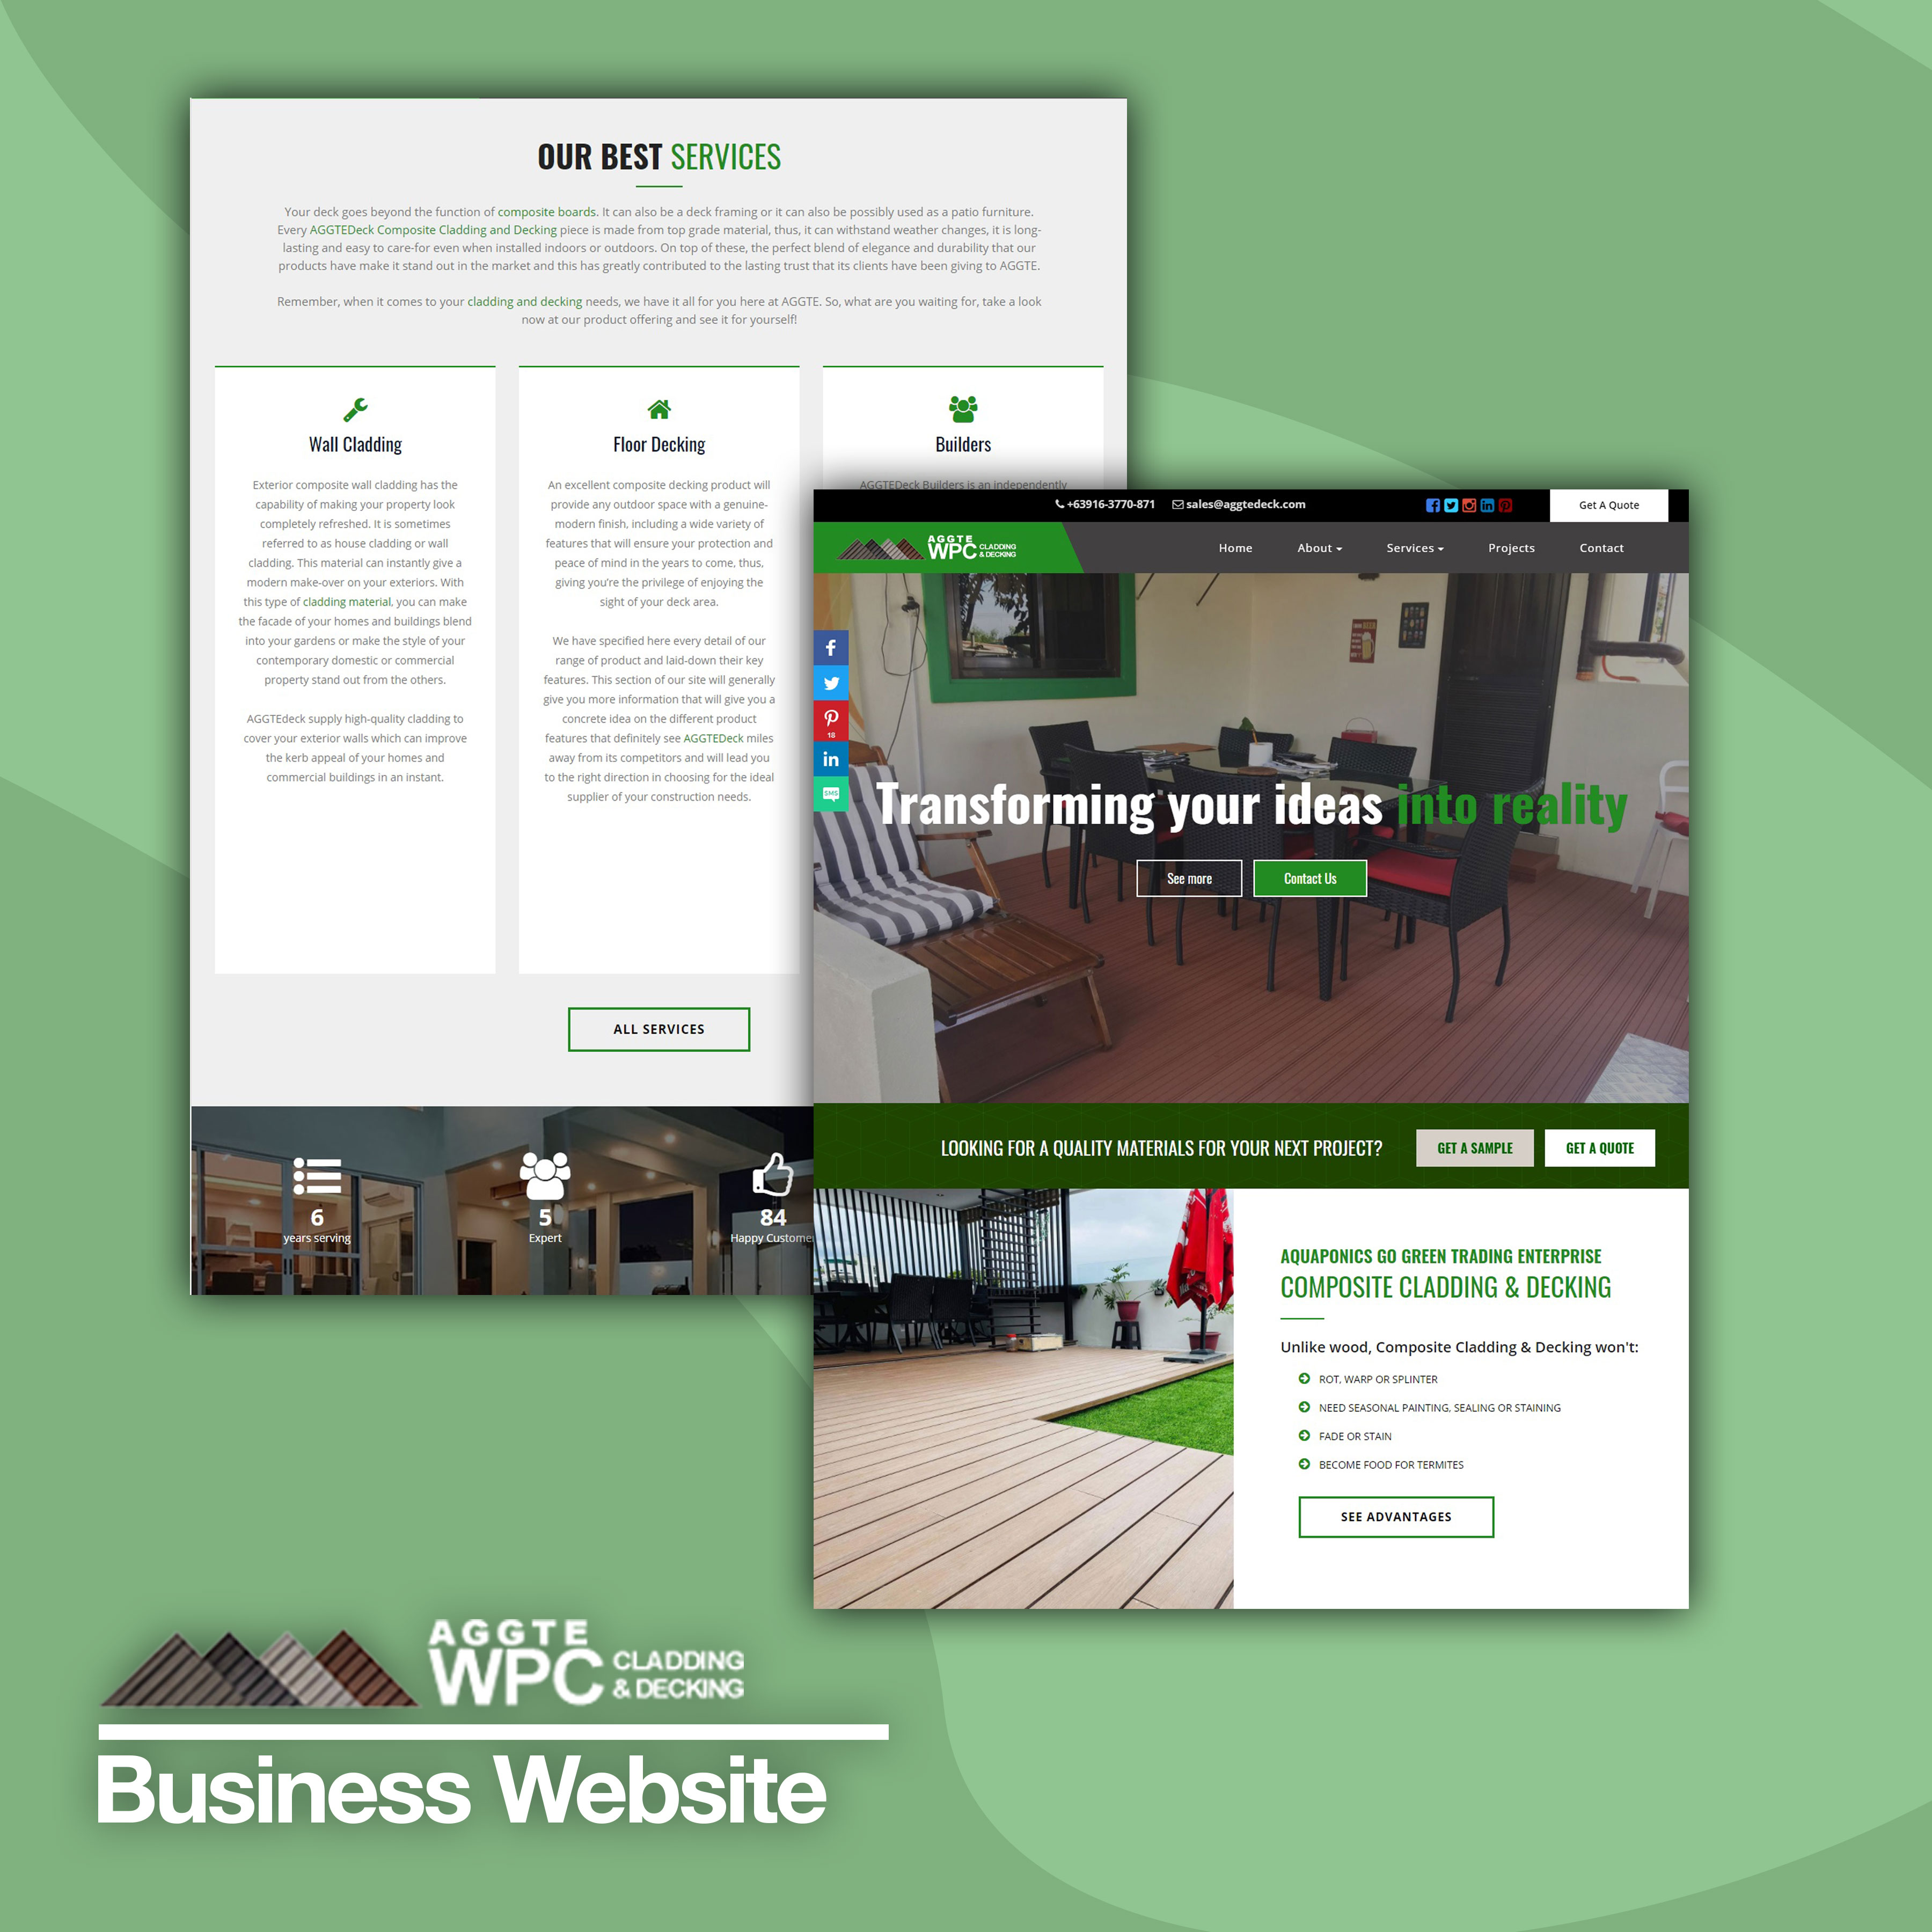 OUR BEST SERVICES
Your deck goes beyond the function of composite boards. It can also be a deck framing or it can also be possibly used as a patio furniture.
Every AGGTEDeck Composite Cladding and Decking piece is made from top grade material, thus, it can withstand weather changes, it is long-
lasting and easy to care-for even when installed indoors or outdoors. On top of these, the perfect blend of elegance and durability that our
products have make it stand out in the market and this has greatly contributed to the lasting trust that its clients have been giving to AGGTE.
Remember, when it comes to your cladding and decking needs, we have it all for you here at AGGTE. So, what are you waiting for, take a look
now at our product offering and see it for yourself!
Wall Cladding
Exterior composite wall cladding has the
capability of making your property look
completely refreshed. It is sometimes
referred to as house cladding or wall
cladding. This material can instantly give a
modern make-over on your exteriors. With
this type of cladding material, you can make
the facade of your homes and buildings blend
into your gardens or make the style of your
contemporary domestic or commercial
property stand out from the others.
AGGTEdeck supply high-quality cladding to
cover your exterior walls which can improve
the kerb appeal of your homes and
commercial buildings in an instant.
Floor Decking
An excellent composite decking product will
provide any outdoor space with a genuine-
modern finish, including a wide variety of
features that will ensure your protection and
peace of mind in the years to come, thus,
giving you're the privilege of enjoying the
sight of your deck area.
We have specified here every detail of our
range of product and laid-down their key
features. This section of our site will generally
give you more information that will give you a
concrete idea on the different product
features that definitely see AGGTEDeck miles
away from its competitors and will lead you
to the right direction in choosing for the ideal
supplier of your construction needs.
Builders
AGGTEDeck Builders is an independently
ALL SERVICES
6
years serving
5
Expert
84
Happy Custome
+63916-3770-871 sales@aggtedeck.com
Get A Quote
AGGTE
WPC CLADDING
& DECKING
Home About Services Projects Contact
18
SMS
Transforming your ideas into reality
See more Contact Us
LOOKING FOR A QUALITY MATERIALS FOR YOUR NEXT PROJECT? GET A SAMPLE GET A QUOTE
AQUAPONICS GO GREEN TRADING ENTERPRISE
COMPOSITE CLADDING & DECKING
Unlike wood, Composite Cladding & Decking won't:
ROT, WARP OR SPLINTER
NEED SEASONAL PAINTING, SEALING OR STAINING
FADE OR STAIN
BECOME FOOD FOR TERMITES
SEE ADVANTAGES
AGGTE
WPC CLADDING
& DECKING
Business Website